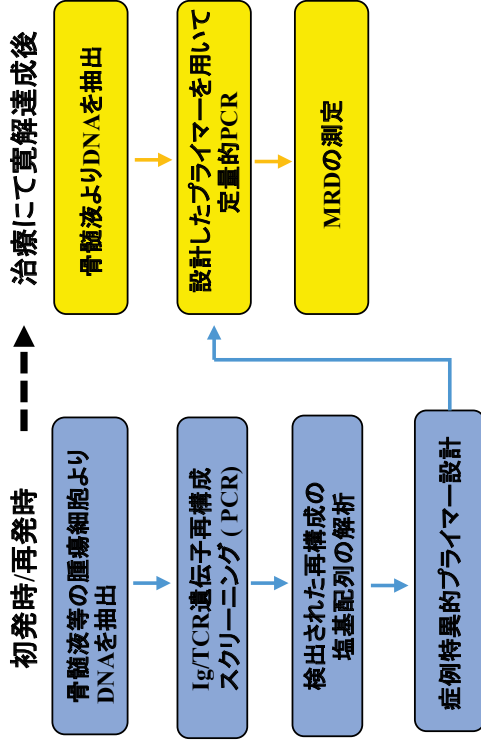 初発時/再発時
骨髄液等の腫瘍細胞より
DNAを抽出
Ig/TCR遺伝子再構成
スクリーニング ( PCR)
検出された再構成の
塩基配列の解析
症例特異的プライマー設計
治療にて寛解達成後
骨髄液よりDNAを抽出
設計したプライマーを用いて
定量的PCR
MRDの測定